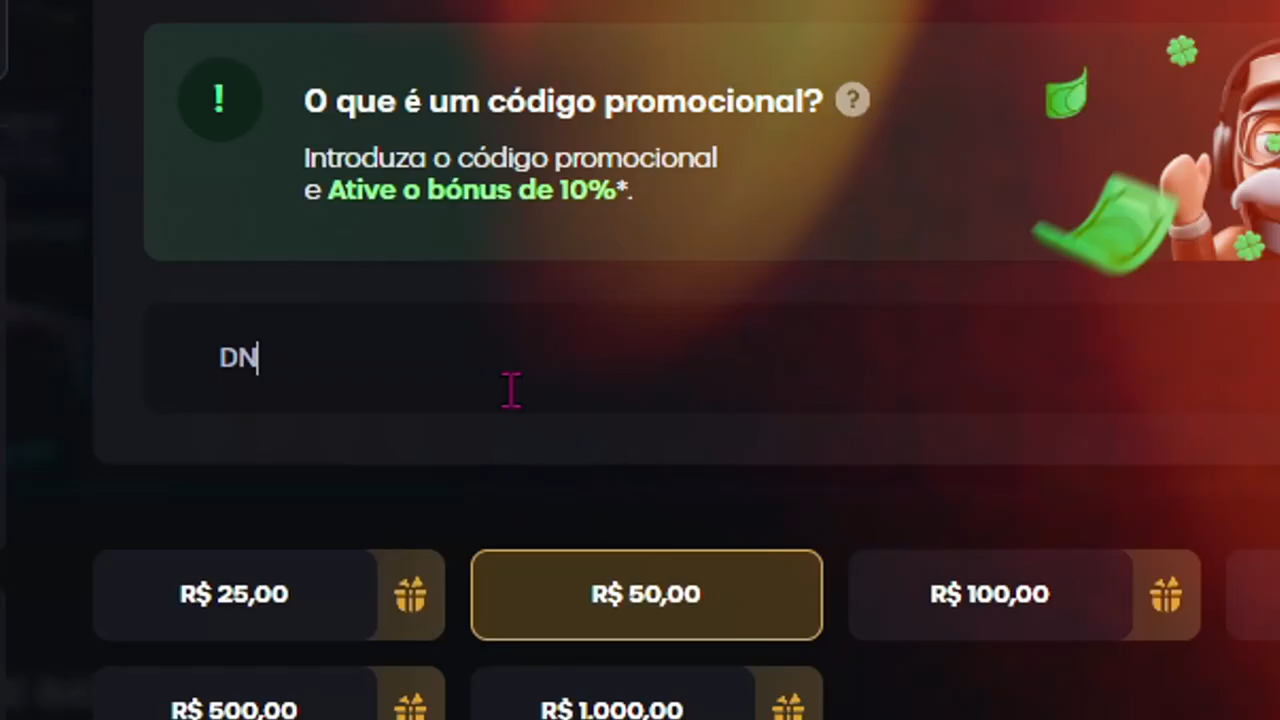 !
O que é um código promocional? ?
Introduza o código promocional
e Ative o bónus de 10%*.
DN
R$ 25,00
R$ 50,00
R$ 100,00
R$ 500,00
R$ 1.000,00